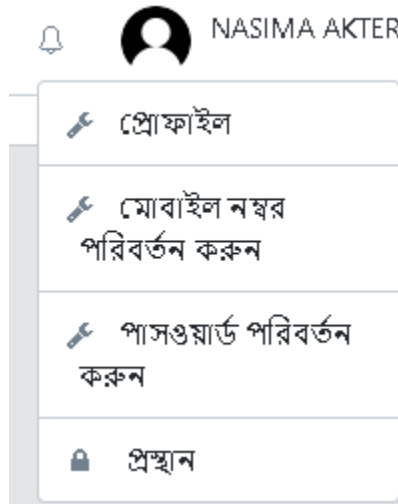 NASIMA AKTER
প্রোফাইল
মোবাইল নম্বর
পরিবর্তন করুন
পাসওয়ার্ড পরিবর্তন
করুন
প্রস্থান